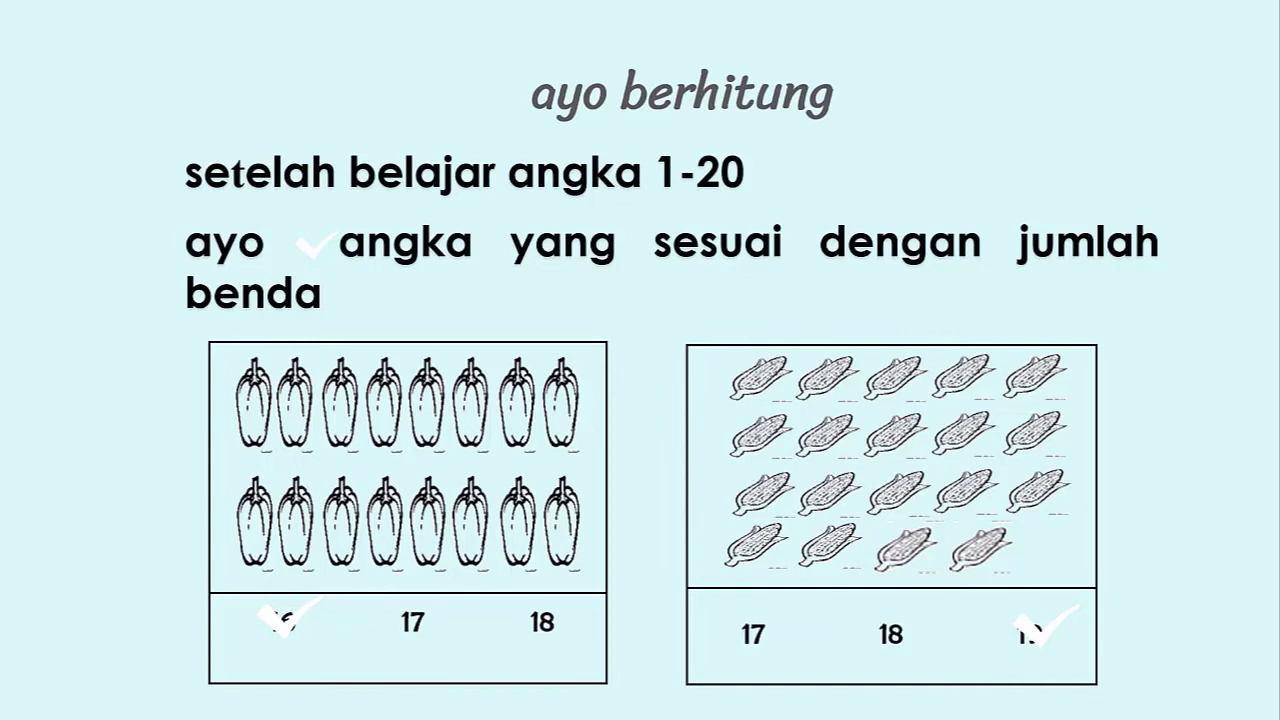 ayo berhitung
setelah belajar angka 1-20
ayo ✓ angka yang sesuai dengan jumlah
benda
17 18
17 18